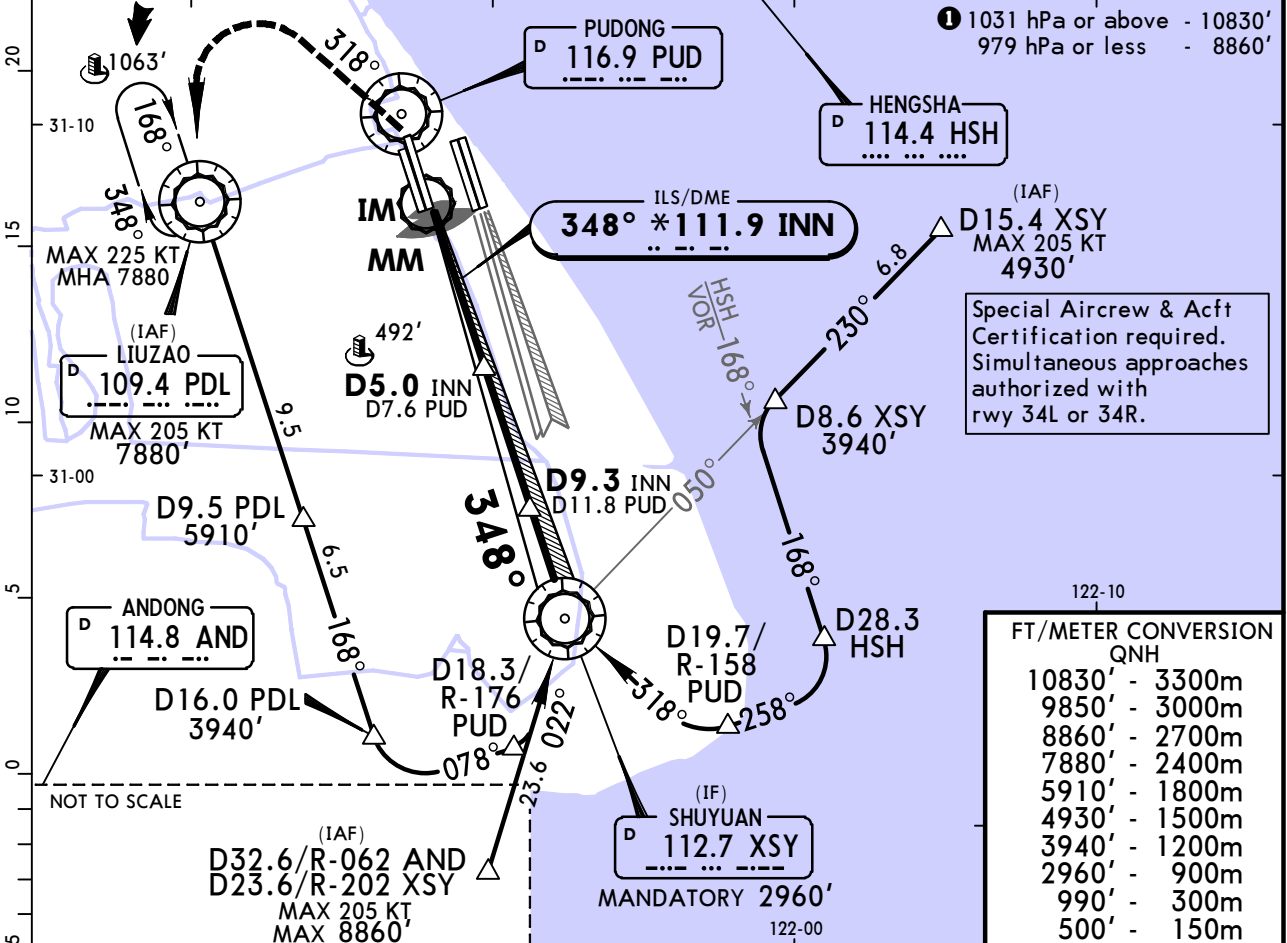 ❶ 1031 hPa or above - 10830'
979 hPa or less - 8860'
20
1063'
318°
PUDONG
D 116.9 PUD
HENGSHA
D 114.4 HSH
31-10
168°
348°
MAX 225 KT
MHA 7880
15
IM
MM
ILS/DME
348° *111.9 INN
(IAF)
D15.4 XSY
MAX 205 KT
4930'
6.8
230°
HSH
VOR
168°
Special Aircrew & Acft
Certification required.
Simultaneous approaches
authorized with
rwy 34L or 34R.
(IAF)
LIUZAO
D 109.4 PDL
MAX 205 KT
7880'
492'
D5.0 INN
D7.6 PUD
9.5
10
D8.6 XSY
3940'
31-00
D9.3 INN
D11.8 PUD
050°
D9.5 PDL
5910'
348°
6.5
168°
168°
5
ANDONG
D 114.8 AND
D28.3
HSH
D19.7/
R-158
PUD
D18.3/
R-176
PUD
D16.0 PDL
3940'
318°
258°
078°
022°
23.6
0
NOT TO SCALE
(IF)
SHUYUAN
D 112.7 XSY
MANDATORY 2960'
(IAF)
D32.6/R-062 AND
D23.6/R-202 XSY
MAX 205 KT
MAX 8860'
5
122-00
122-10
FT/METER CONVERSION
QNH
10830' - 3300m
9850' - 3000m
8860' - 2700m
7880' - 2400m
5910' - 1800m
4930' - 1500m
3940' - 1200m
2960' - 900m
990' - 300m
500' - 150m